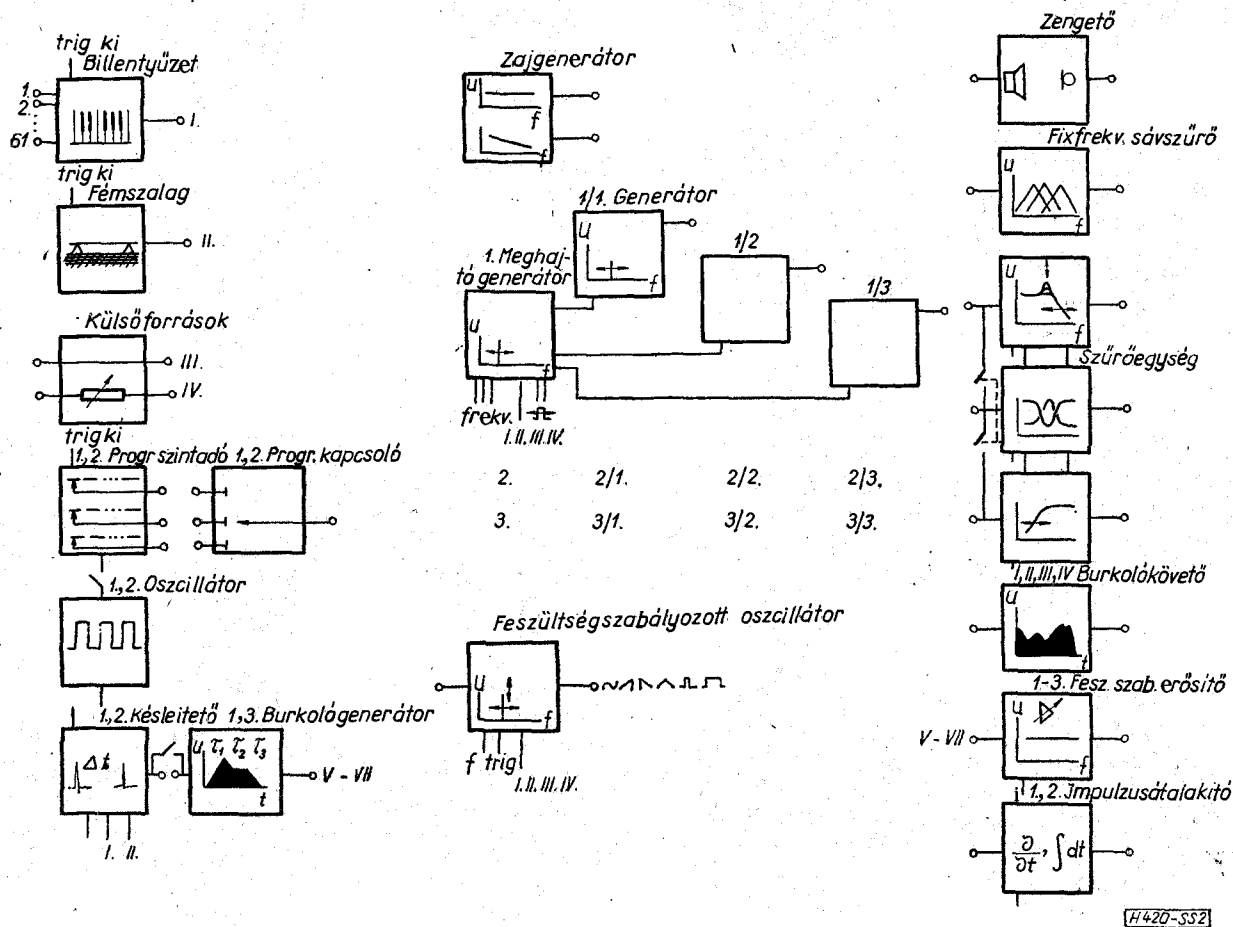 trig ki
Billentyűzet
1.
2.
61
I.
trig ki
Fémszalag
II.
Külsőforrások
III.
IV.
trig ki
1.,2. Progr szintadó 1.,2. Progr. kapcsoló
1.,2. Oszcillátor
1.,2. Késleitető 1,3. Burkológenerátor
Δt
I. II.
u τ1 τ2 τ3
t
V - VII
Zajgenerátor
u
f
f
1/1. Generátor
u
f
1. Meghaj-
tó generátor
u
f
frekv.
I. II. III. IV.
1/2
1/3
2. 2/1. 2/2. 2/3.
3. 3/1. 3/2. 3/3.
Feszültségszabályozott oszcillátor
u
f
f trig
I. II. III. IV.
Zengető
Fixfrekv. sávszűrő
u
f
u
f
Szűrőegység
I, II, III, IV Burkolókövető
u
t
1-3. Fesz. szab. erősítő
V - VII
u
f
1., 2. Impulzusátalakító
∂/∂t, ∫dt
H420-SS2